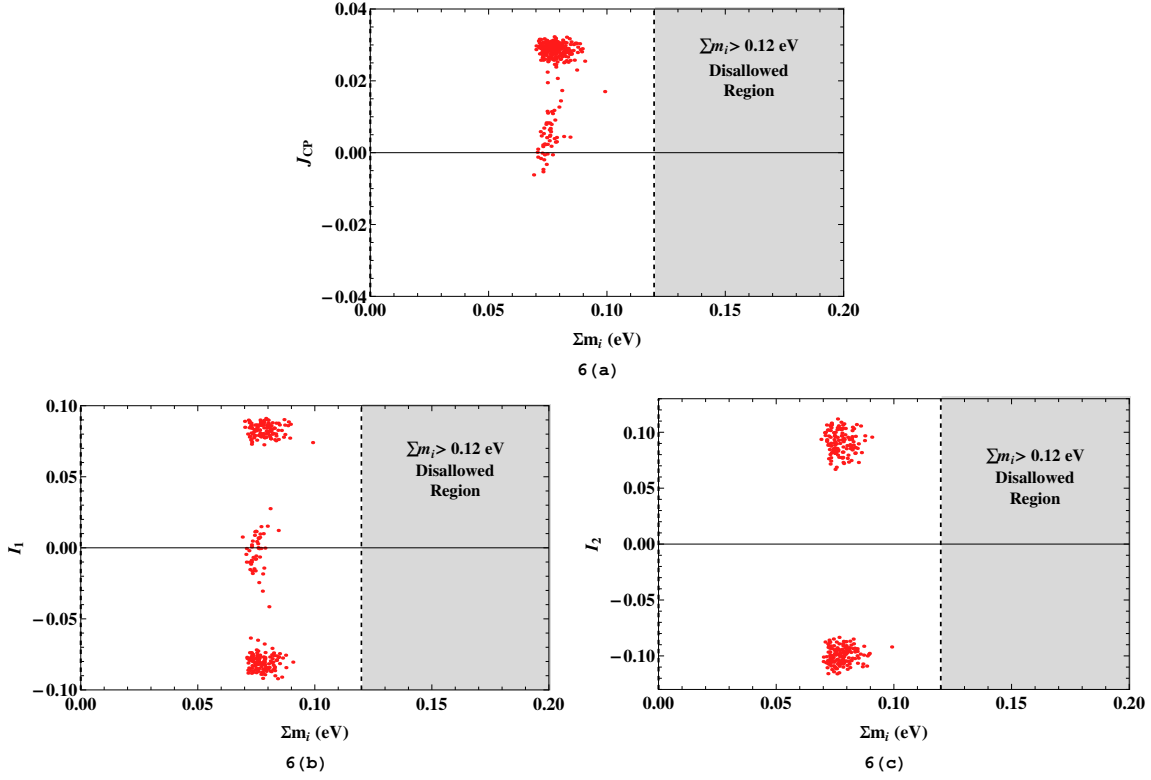 0.04
0.02
0.00
−0.02
−0.04
J_CP
∑m_i > 0.12 eV
Disallowed
Region
0.00 0.05 0.10 0.15 0.20
Σm_i (eV)
6(a)
0.10
0.05
0.00
−0.05
−0.10
I_1
∑m_i > 0.12 eV
Disallowed
Region
0.00 0.05 0.10 0.15 0.20
Σm_i (eV)
6(b)
0.10
0.05
0.00
−0.05
−0.10
I_2
∑m_i > 0.12 eV
Disallowed
Region
0.00 0.05 0.10 0.15 0.20
Σm_i (eV)
6(c)